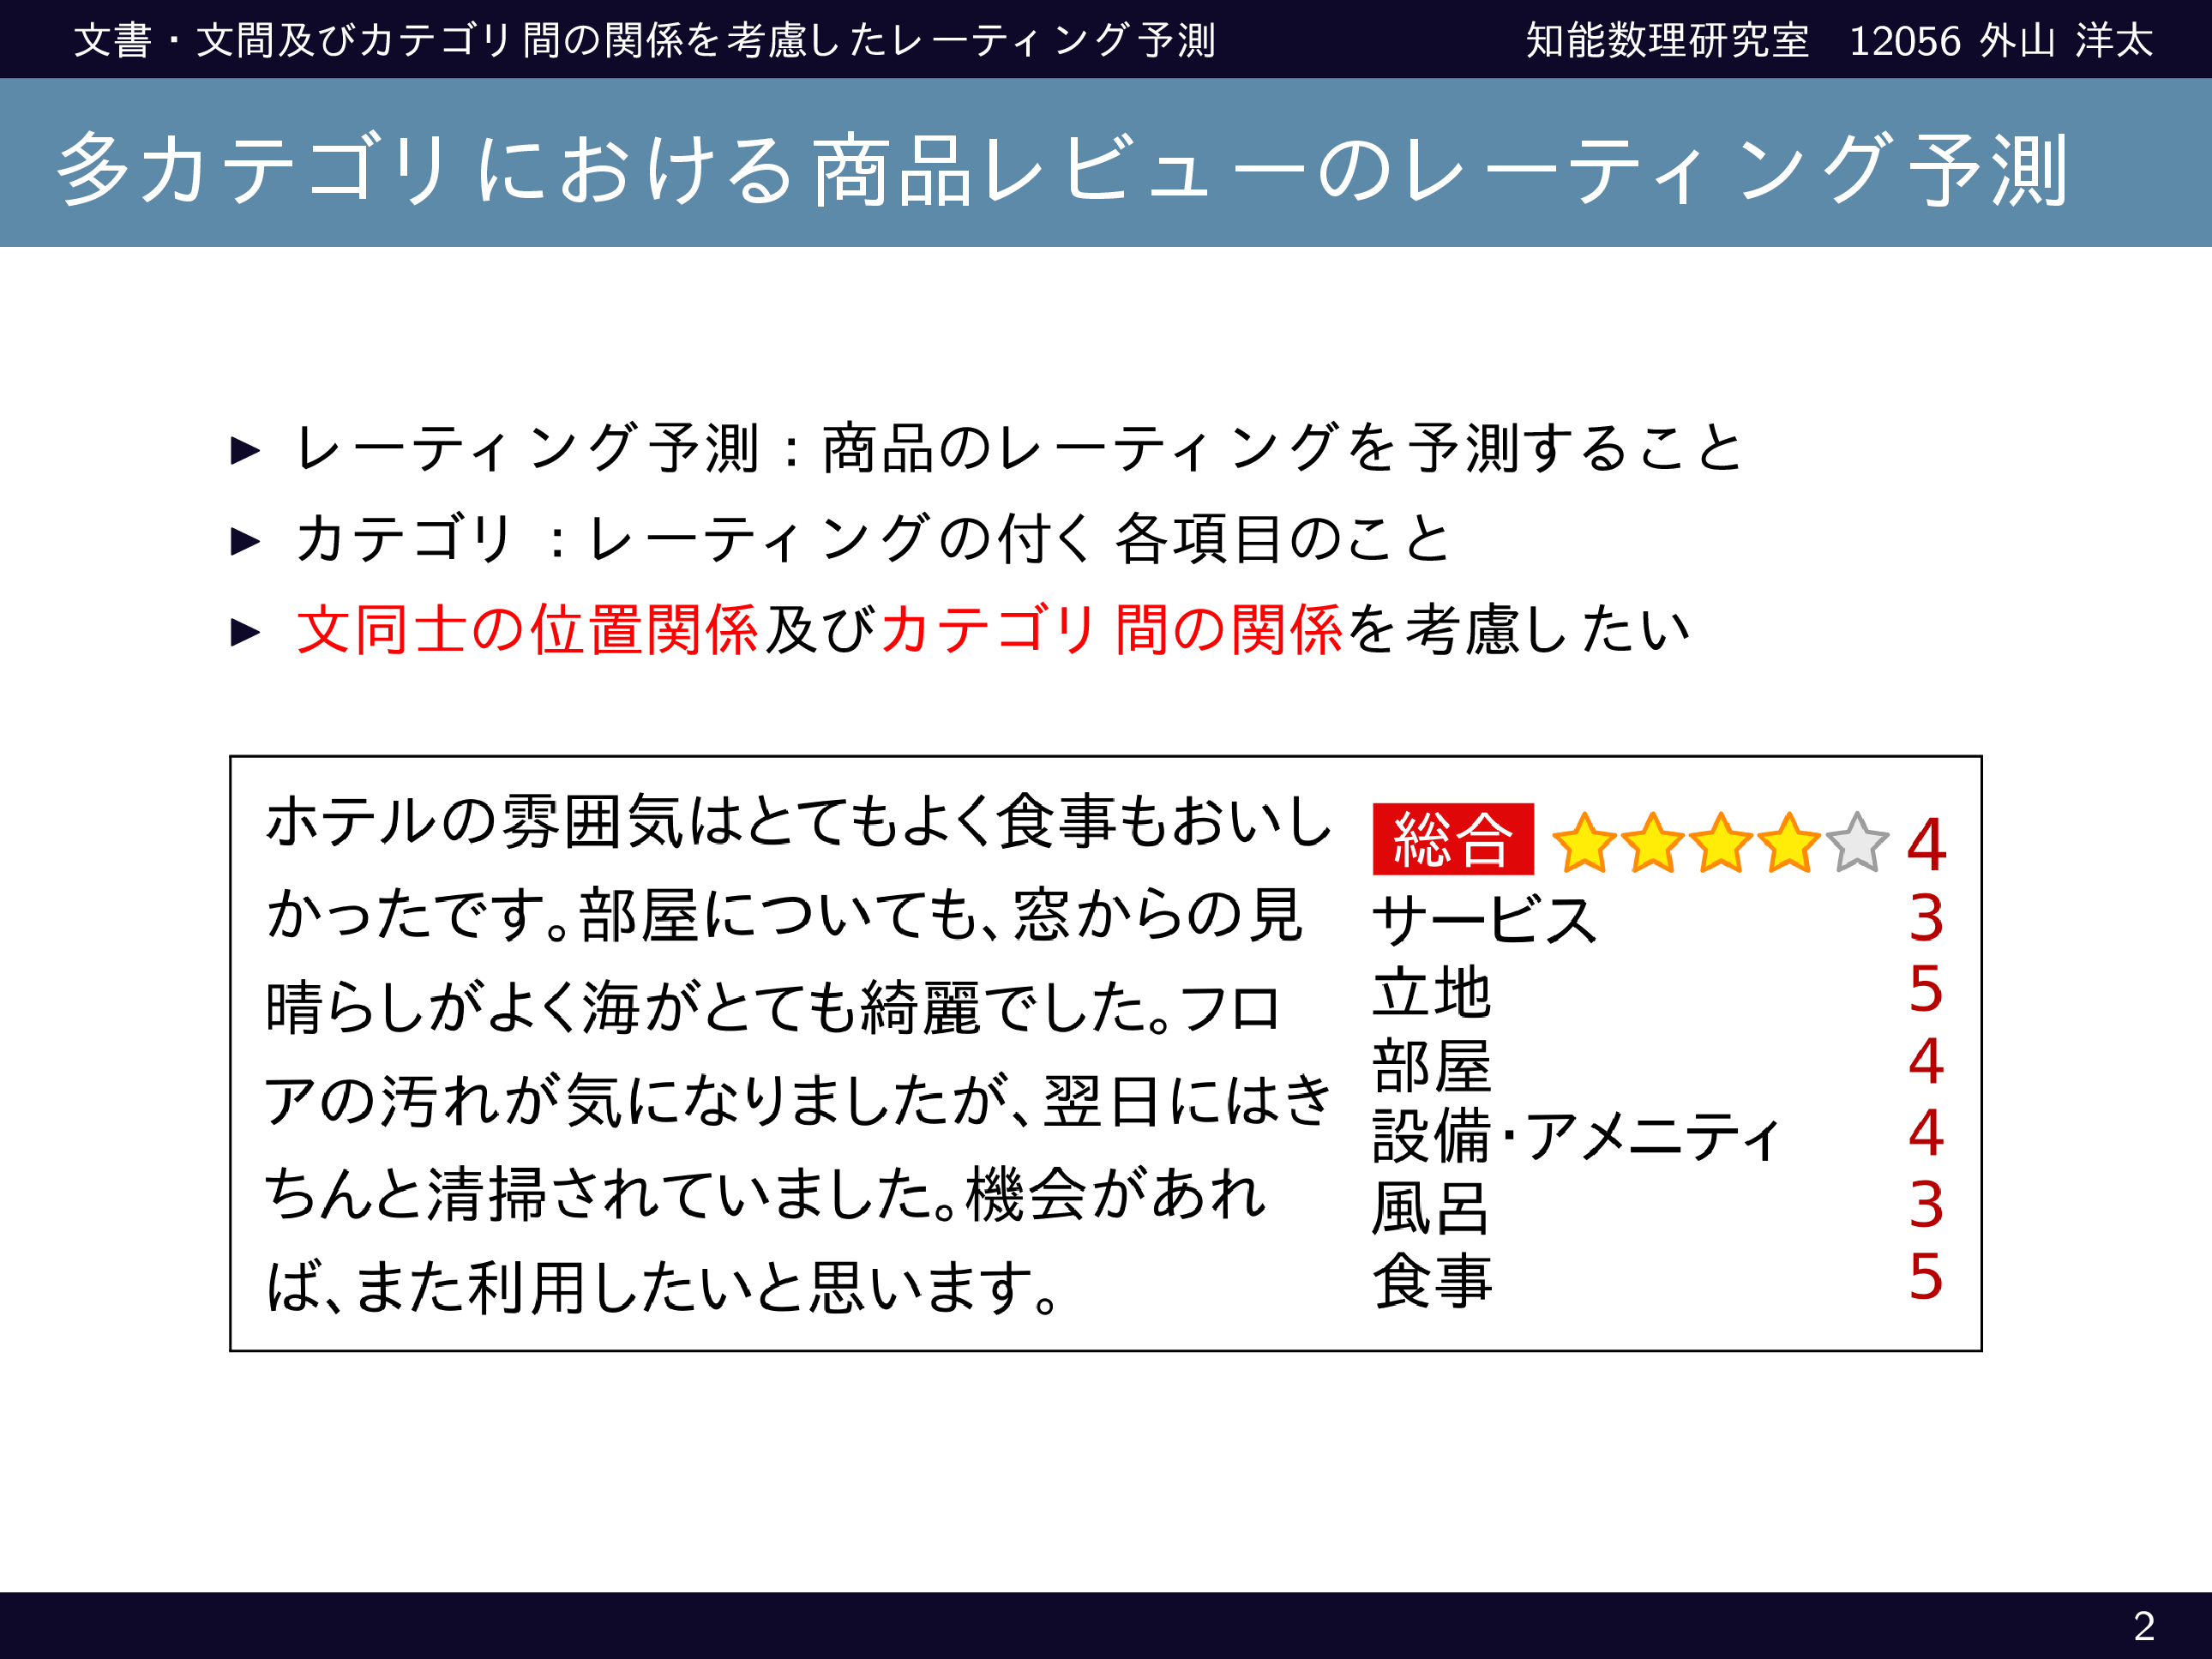 文書・文間及びカテゴリ間の関係を考慮したレーティング予測
知能数理研究室　12056 外山 洋太
多カテゴリにおける商品レビューのレーティング予測
レーティング予測：商品のレーティングを予測すること
カテゴリ：レーティングの付く各項目のこと
文同士の位置関係及びカテゴリ間の関係を考慮したい
ホテルの雰囲気はとてもよく食事もおいし
かったです。部屋についても、窓からの見
晴らしがよく海がとても綺麗でした。フロ
アの汚れが気になりましたが、翌日にはき
ちんと清掃されていました。機会があれ
ば、また利用したいと思います。
総合 4
サービス 3
立地 5
部屋 4
設備・アメニティ 4
風呂 3
食事 5
2